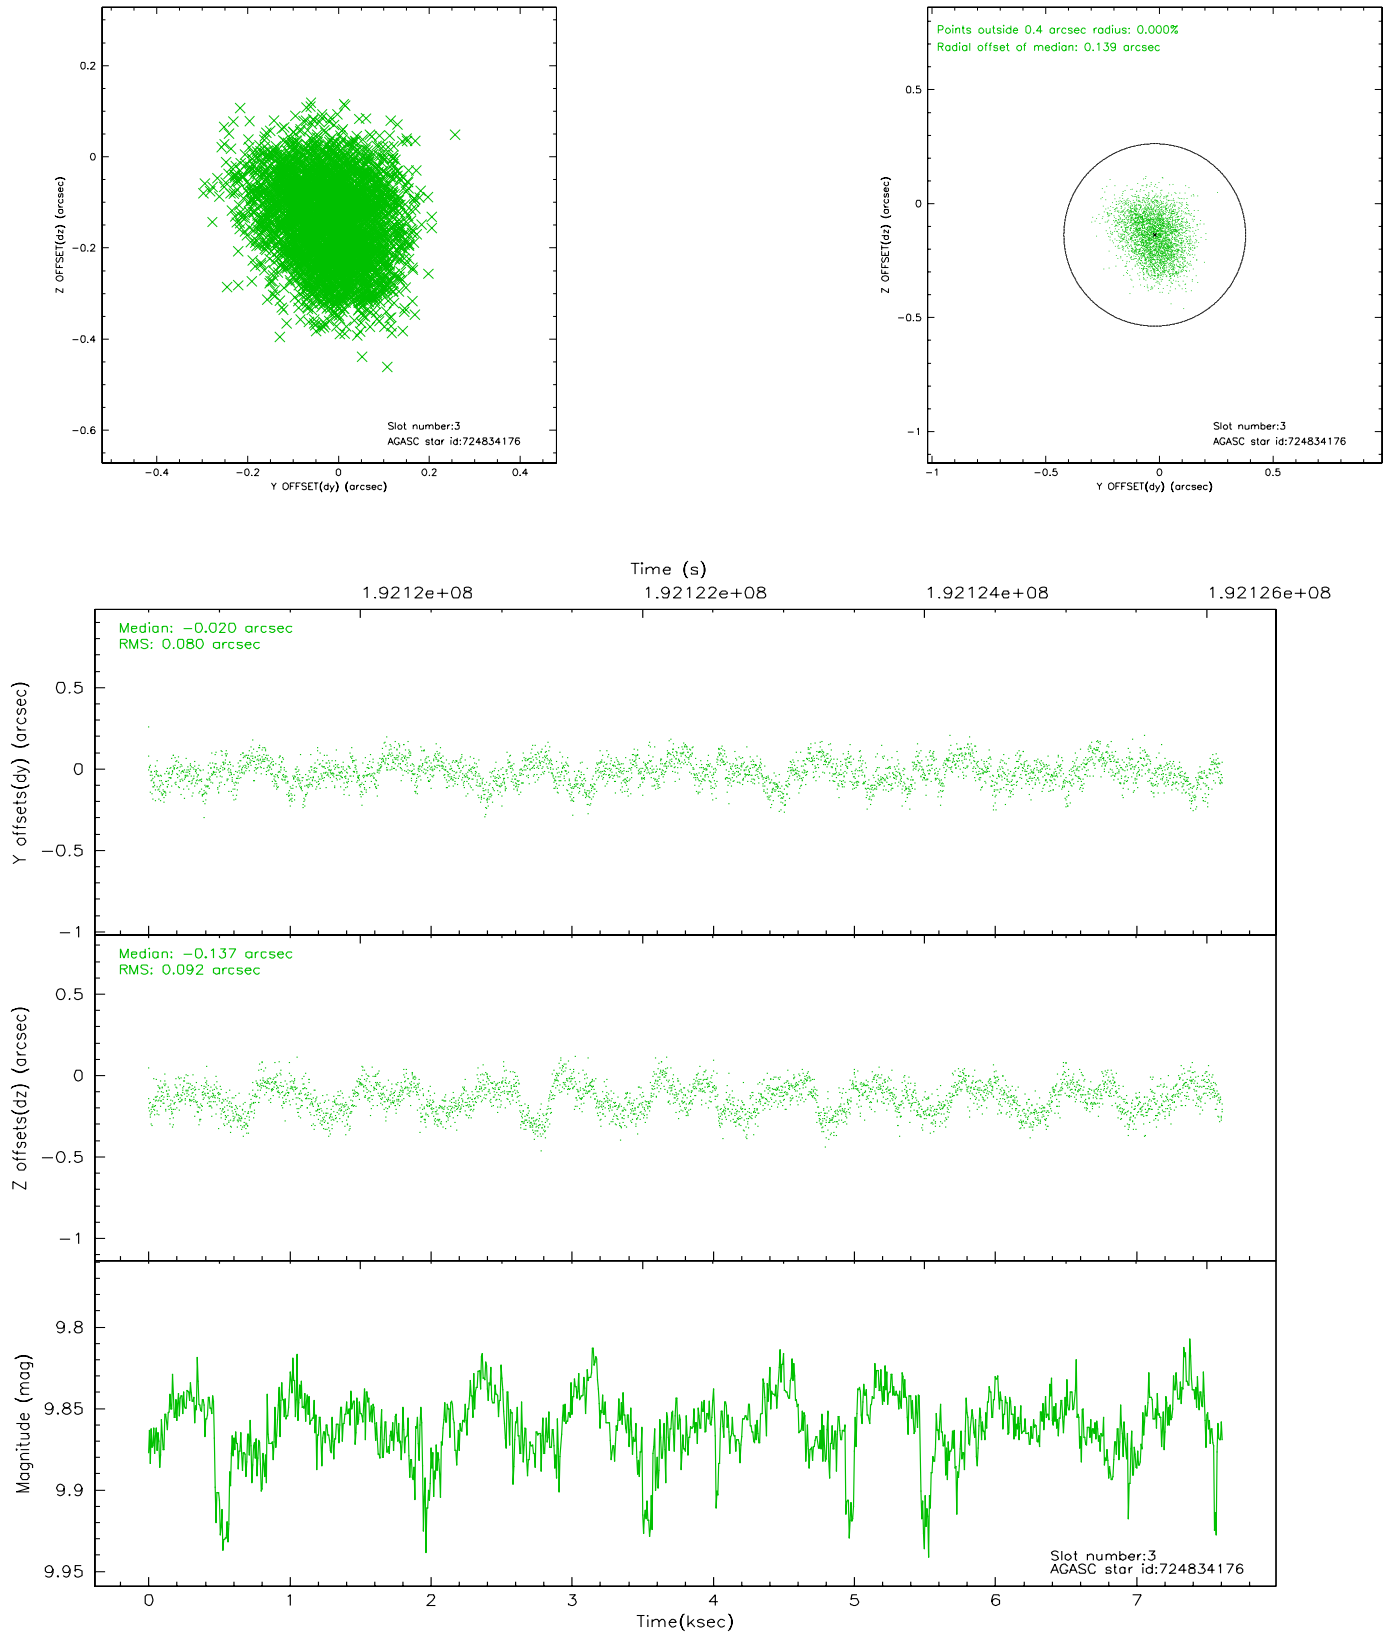 0.2
0
−0.2
−0.4
−0.6
Z OFFSET(dz) (arcsec)
−0.4
−0.2
0
0.2
0.4
Y OFFSET(dy) (arcsec)
Slot number:3
AGASC star id:724834176
Points outside 0.4 arcsec radius: 0.000%
Radial offset of median: 0.139 arcsec
0.5
0
−0.5
−1
Z OFFSET(dz) (arcsec)
−1
−0.5
0
0.5
Y OFFSET(dy) (arcsec)
Slot number:3
AGASC star id:724834176
Time (s)
1.9212e+08
1.92122e+08
1.92124e+08
1.92126e+08
Median: −0.020 arcsec
RMS: 0.080 arcsec
0.5
0
−0.5
−1
Y offsets(dy) (arcsec)
Median: −0.137 arcsec
RMS: 0.092 arcsec
0.5
0
−0.5
−1
Z offsets(dz) (arcsec)
9.8
9.85
9.9
9.95
Magnitude (mag)
Slot number:3
AGASC star id:724834176
0
1
2
3
4
5
6
7
Time(ksec)